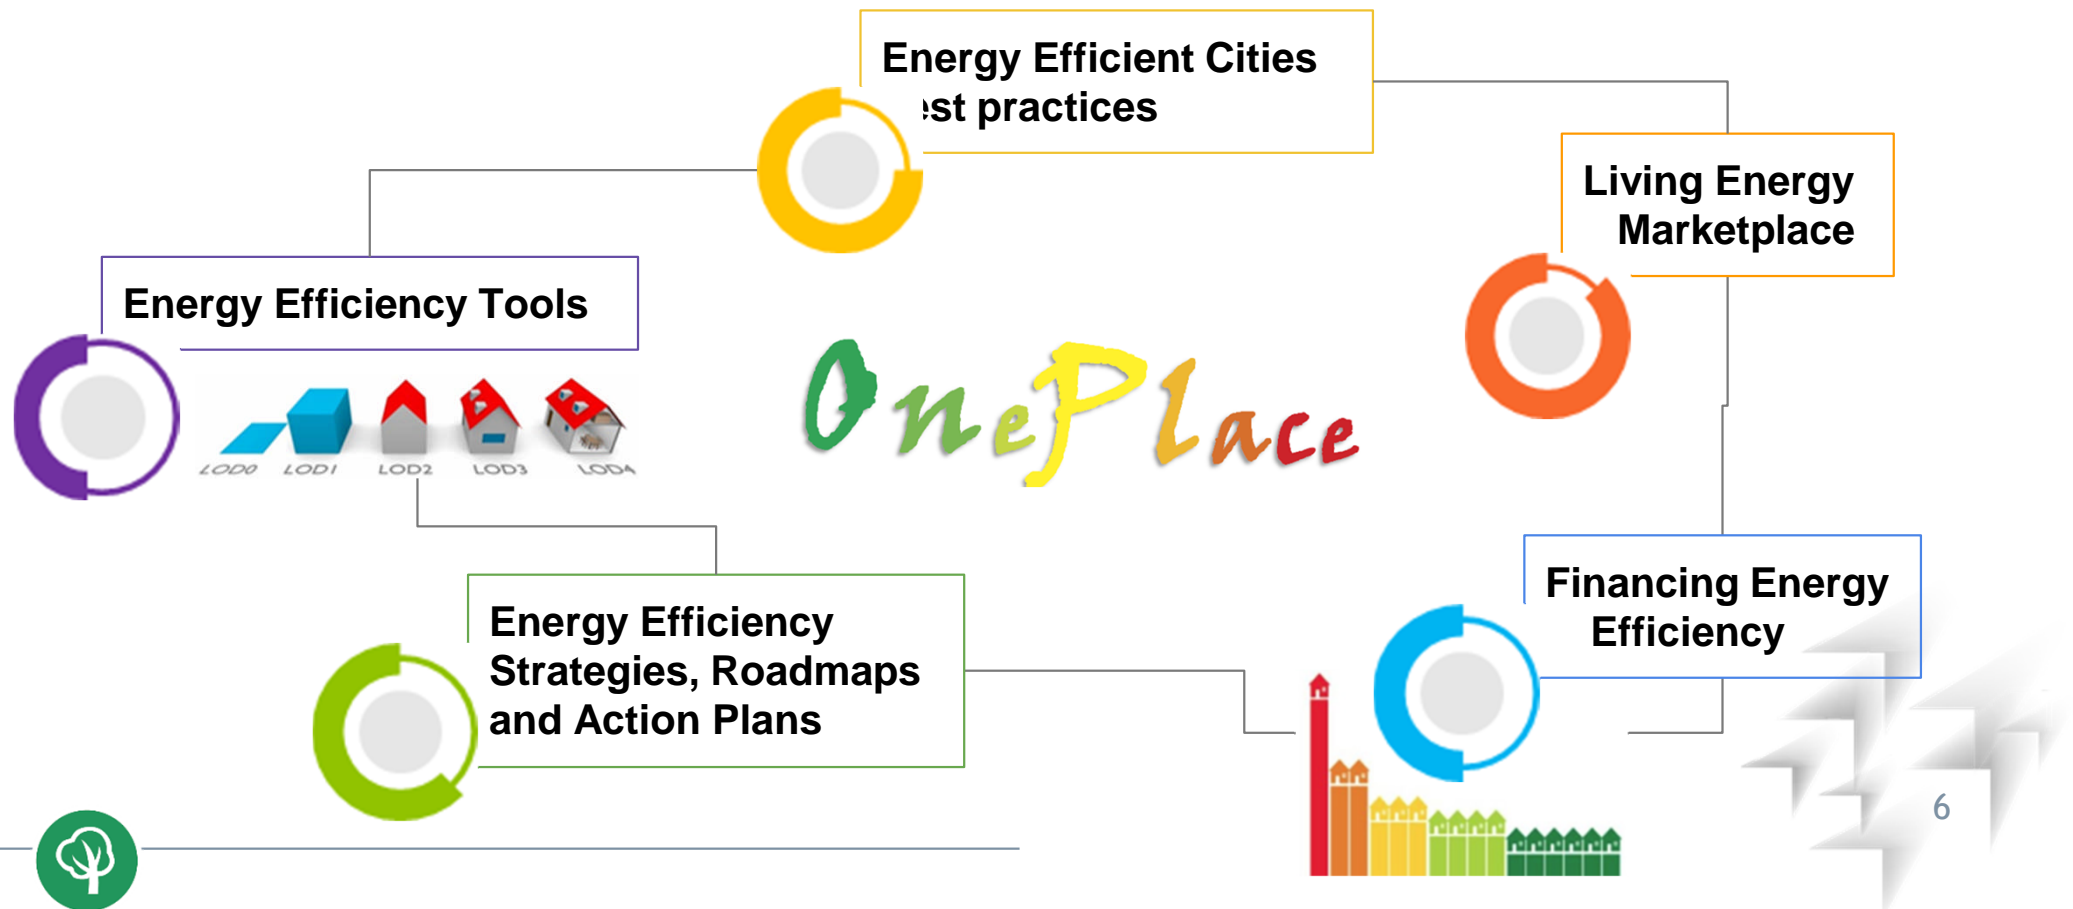 Energy Efficient Cities
est practices
Living Energy
Marketplace
Energy Efficiency Tools
OnePlace
LOD0 LOD1 LOD2 LOD3 LOD4
Financing Energy
Efficiency
Energy Efficiency
Strategies, Roadmaps
and Action Plans
6